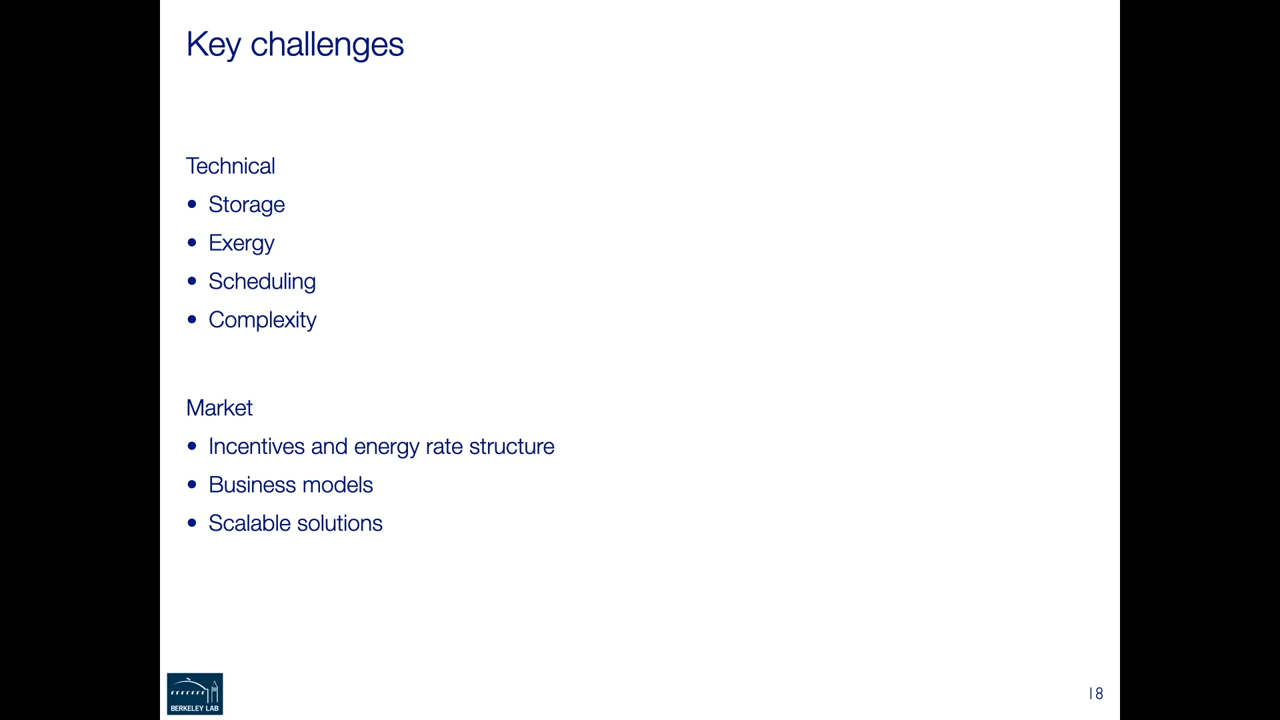 Key challenges
Technical
• Storage
• Exergy
• Scheduling
• Complexity
Market
• Incentives and energy rate structure
• Business models
• Scalable solutions
BERKELEY LAB
18